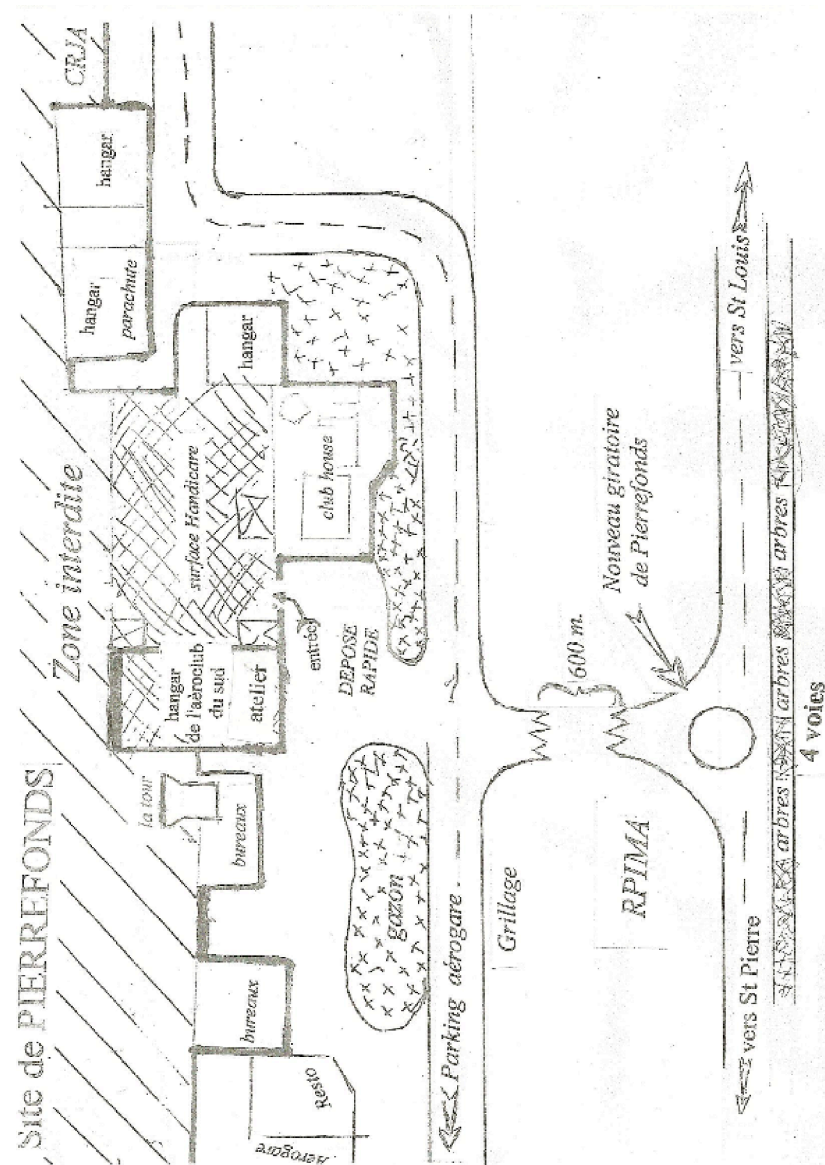 Site de PIERREFONDS
Zone interdite
CRJA
la tour
hangar
de l'aéroclub
du sud
atelier
surface Handicare
hangar
parachute
hangar
hangar
bureaux
bureaux
entrée
club house
Aérogare
Resto
DEPOSE
RAPIDE
gazon
Parking aérogare
Grillage
600 m.
Nouveau giratoire
de Pierrefonds
RPIMA
vers St Pierre
vers St Louis
arbres
arbres
arbres
4 voies